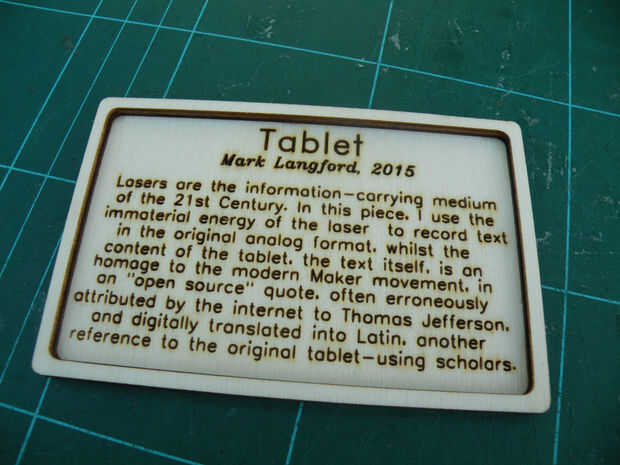 Tablet
Mark Langford, 2015
Lasers are the information-carrying medium
of the 21st Century. In this piece, I use the
immaterial energy of the laser to record text
in the original analog format, whilst the
content of the tablet, the text itself, is an
homage to the modern Maker movement, in
an "open source" quote, often erroneously
attributed by the internet to Thomas Jefferson,
and digitally translated into Latin, another
reference to the original tablet-using scholars.